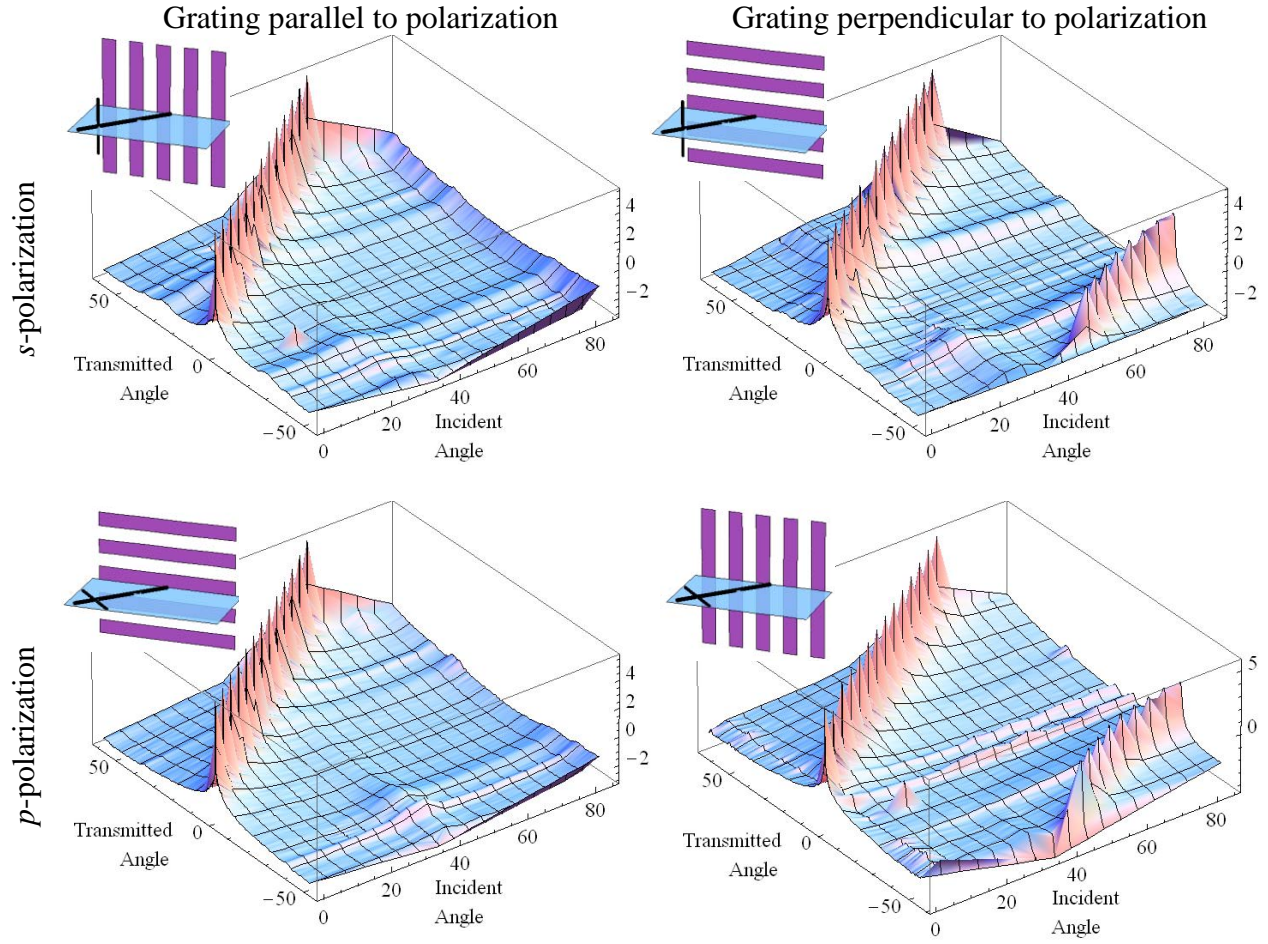 Grating parallel to polarization
Grating perpendicular to polarization
s-polarization
50
Transmitted
Angle
0
−50
0
20
40
60
80
Incident
Angle
4
2
0
−2
50
Transmitted
Angle
0
−50
0
20
40
60
80
Incident
Angle
4
2
0
−2
p-polarization
50
Transmitted
Angle
0
−50
0
20
40
60
80
Incident
Angle
4
2
0
−2
50
Transmitted
Angle
0
−50
0
20
40
60
80
Incident
Angle
5
0